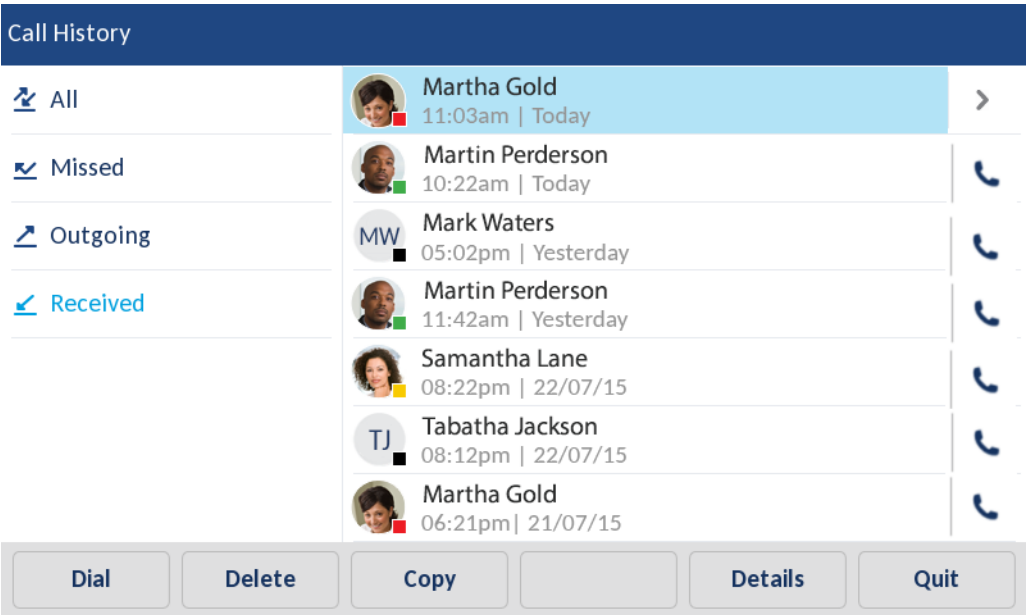 Call History
All
Missed
Outgoing
Received
Martha Gold
11:03am | Today
Martin Perderson
10:22am | Today
MW
Mark Waters
05:02pm | Yesterday
Martin Perderson
11:42am | Yesterday
Samantha Lane
08:22pm | 22/07/15
TJ
Tabatha Jackson
08:12pm | 22/07/15
Martha Gold
06:21pm| 21/07/15
Dial Delete Copy Details Quit